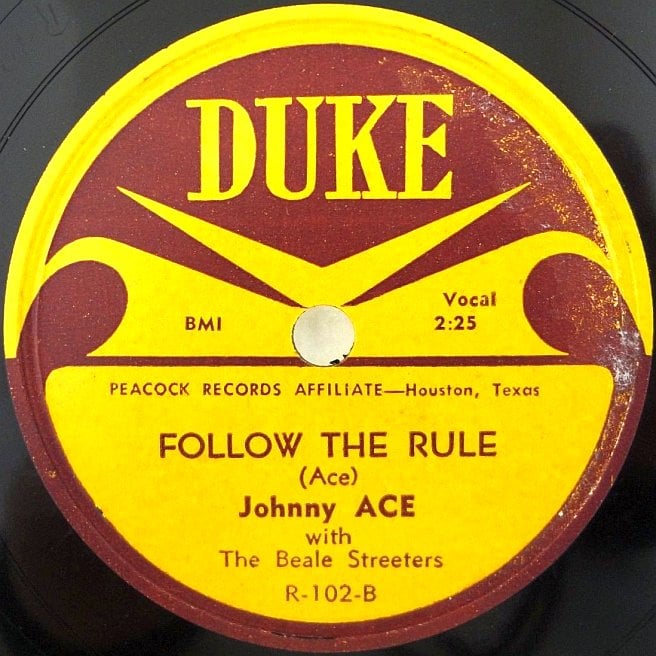 DUKE
BMI
Vocal
2:25
PEACOCK RECORDS AFFILIATE—Houston, Texas
FOLLOW THE RULE
(Ace)
Johnny ACE
with
The Beale Streeters
R-102-B